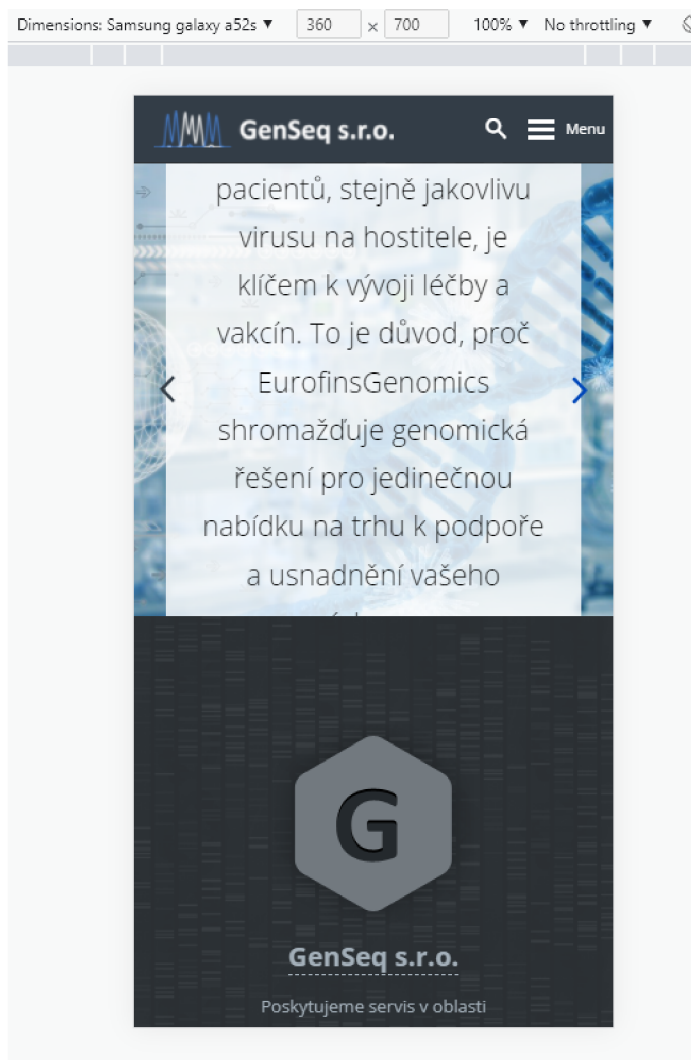 Dimensions: Samsung galaxy a52s ▼ 360 × 700 100% ▼ No throttling ▼
GenSeq s.r.o. Menu
pacientů, stejně jakovlivu
virusu na hostitele, je
klíčem k vývoji léčby a
vakcín. To je důvod, proč
EurofinsGenomics
shromažďuje genomická
řešení pro jedinečnou
nabídku na trhu k podpoře
a usnadnění vašeho
G
GenSeq s.r.o.
Poskytujeme servis v oblasti